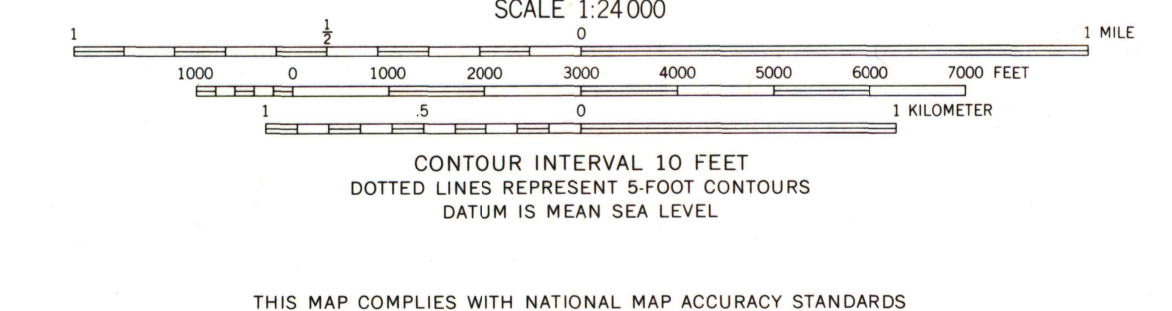 SCALE 1:24 000
1 ½ 0 1 MILE
1000 0 1000 2000 3000 4000 5000 6000 7000 FEET
1 .5 0 1 KILOMETER
CONTOUR INTERVAL 10 FEET
DOTTED LINES REPRESENT 5-FOOT CONTOURS
DATUM IS MEAN SEA LEVEL
THIS MAP COMPLIES WITH NATIONAL MAP ACCURACY STANDARDS